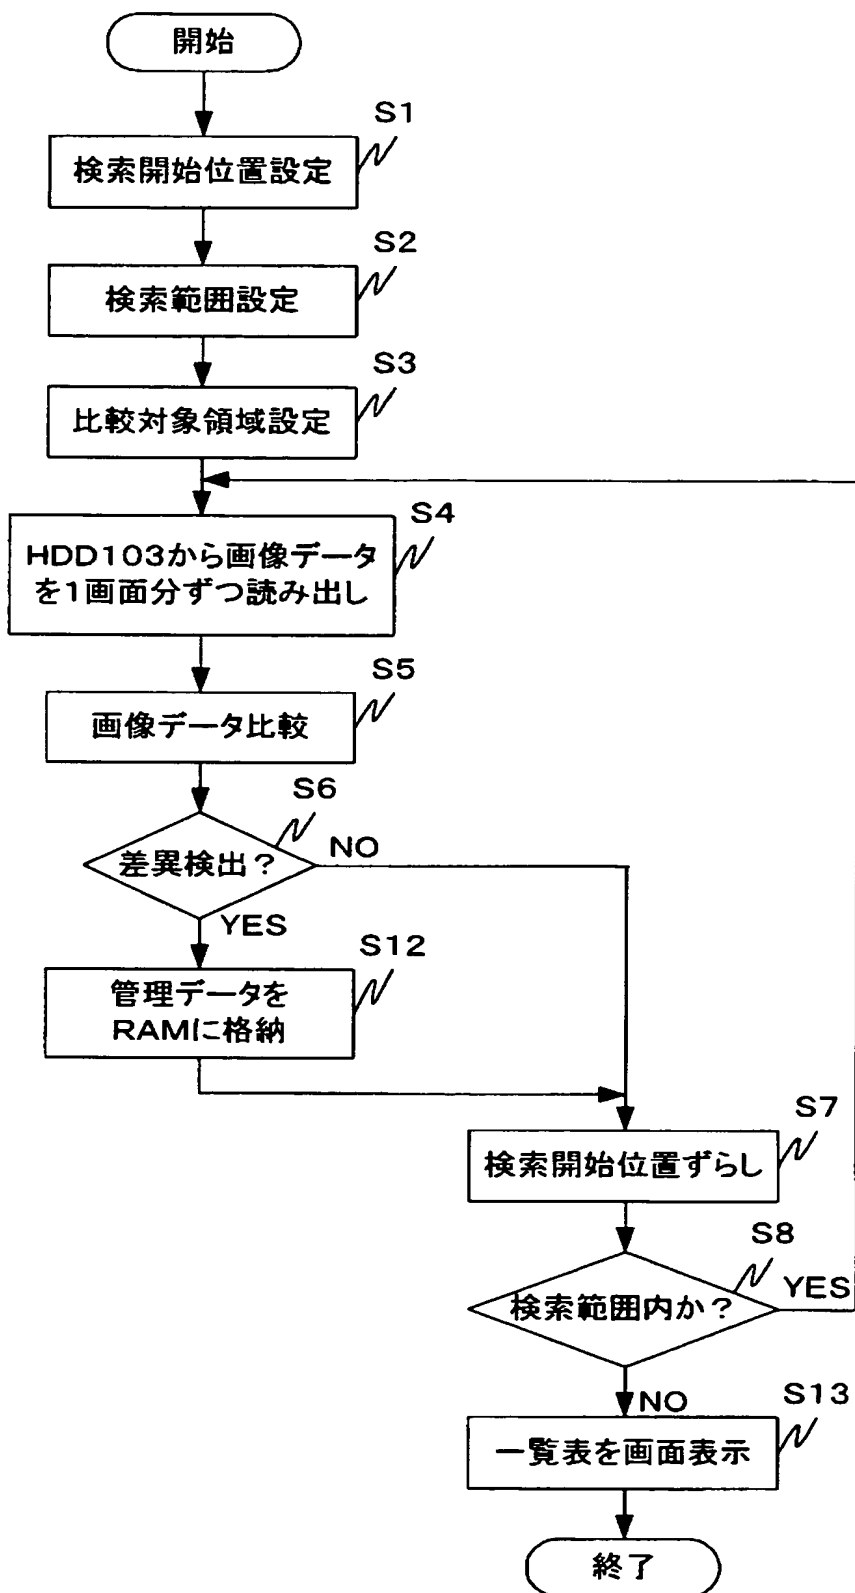 開始
S1
検索開始位置設定
S2
検索範囲設定
S3
比較対象領域設定
S4
HDD103から画像データ
を1画面分ずつ読み出し
S5
画像データ比較
S6
差異検出?
NO
YES
S12
管理データを
RAMに格納
S7
検索開始位置ずらし
S8
検索範囲内か?
YES
NO
S13
一覧表を画面表示
終了